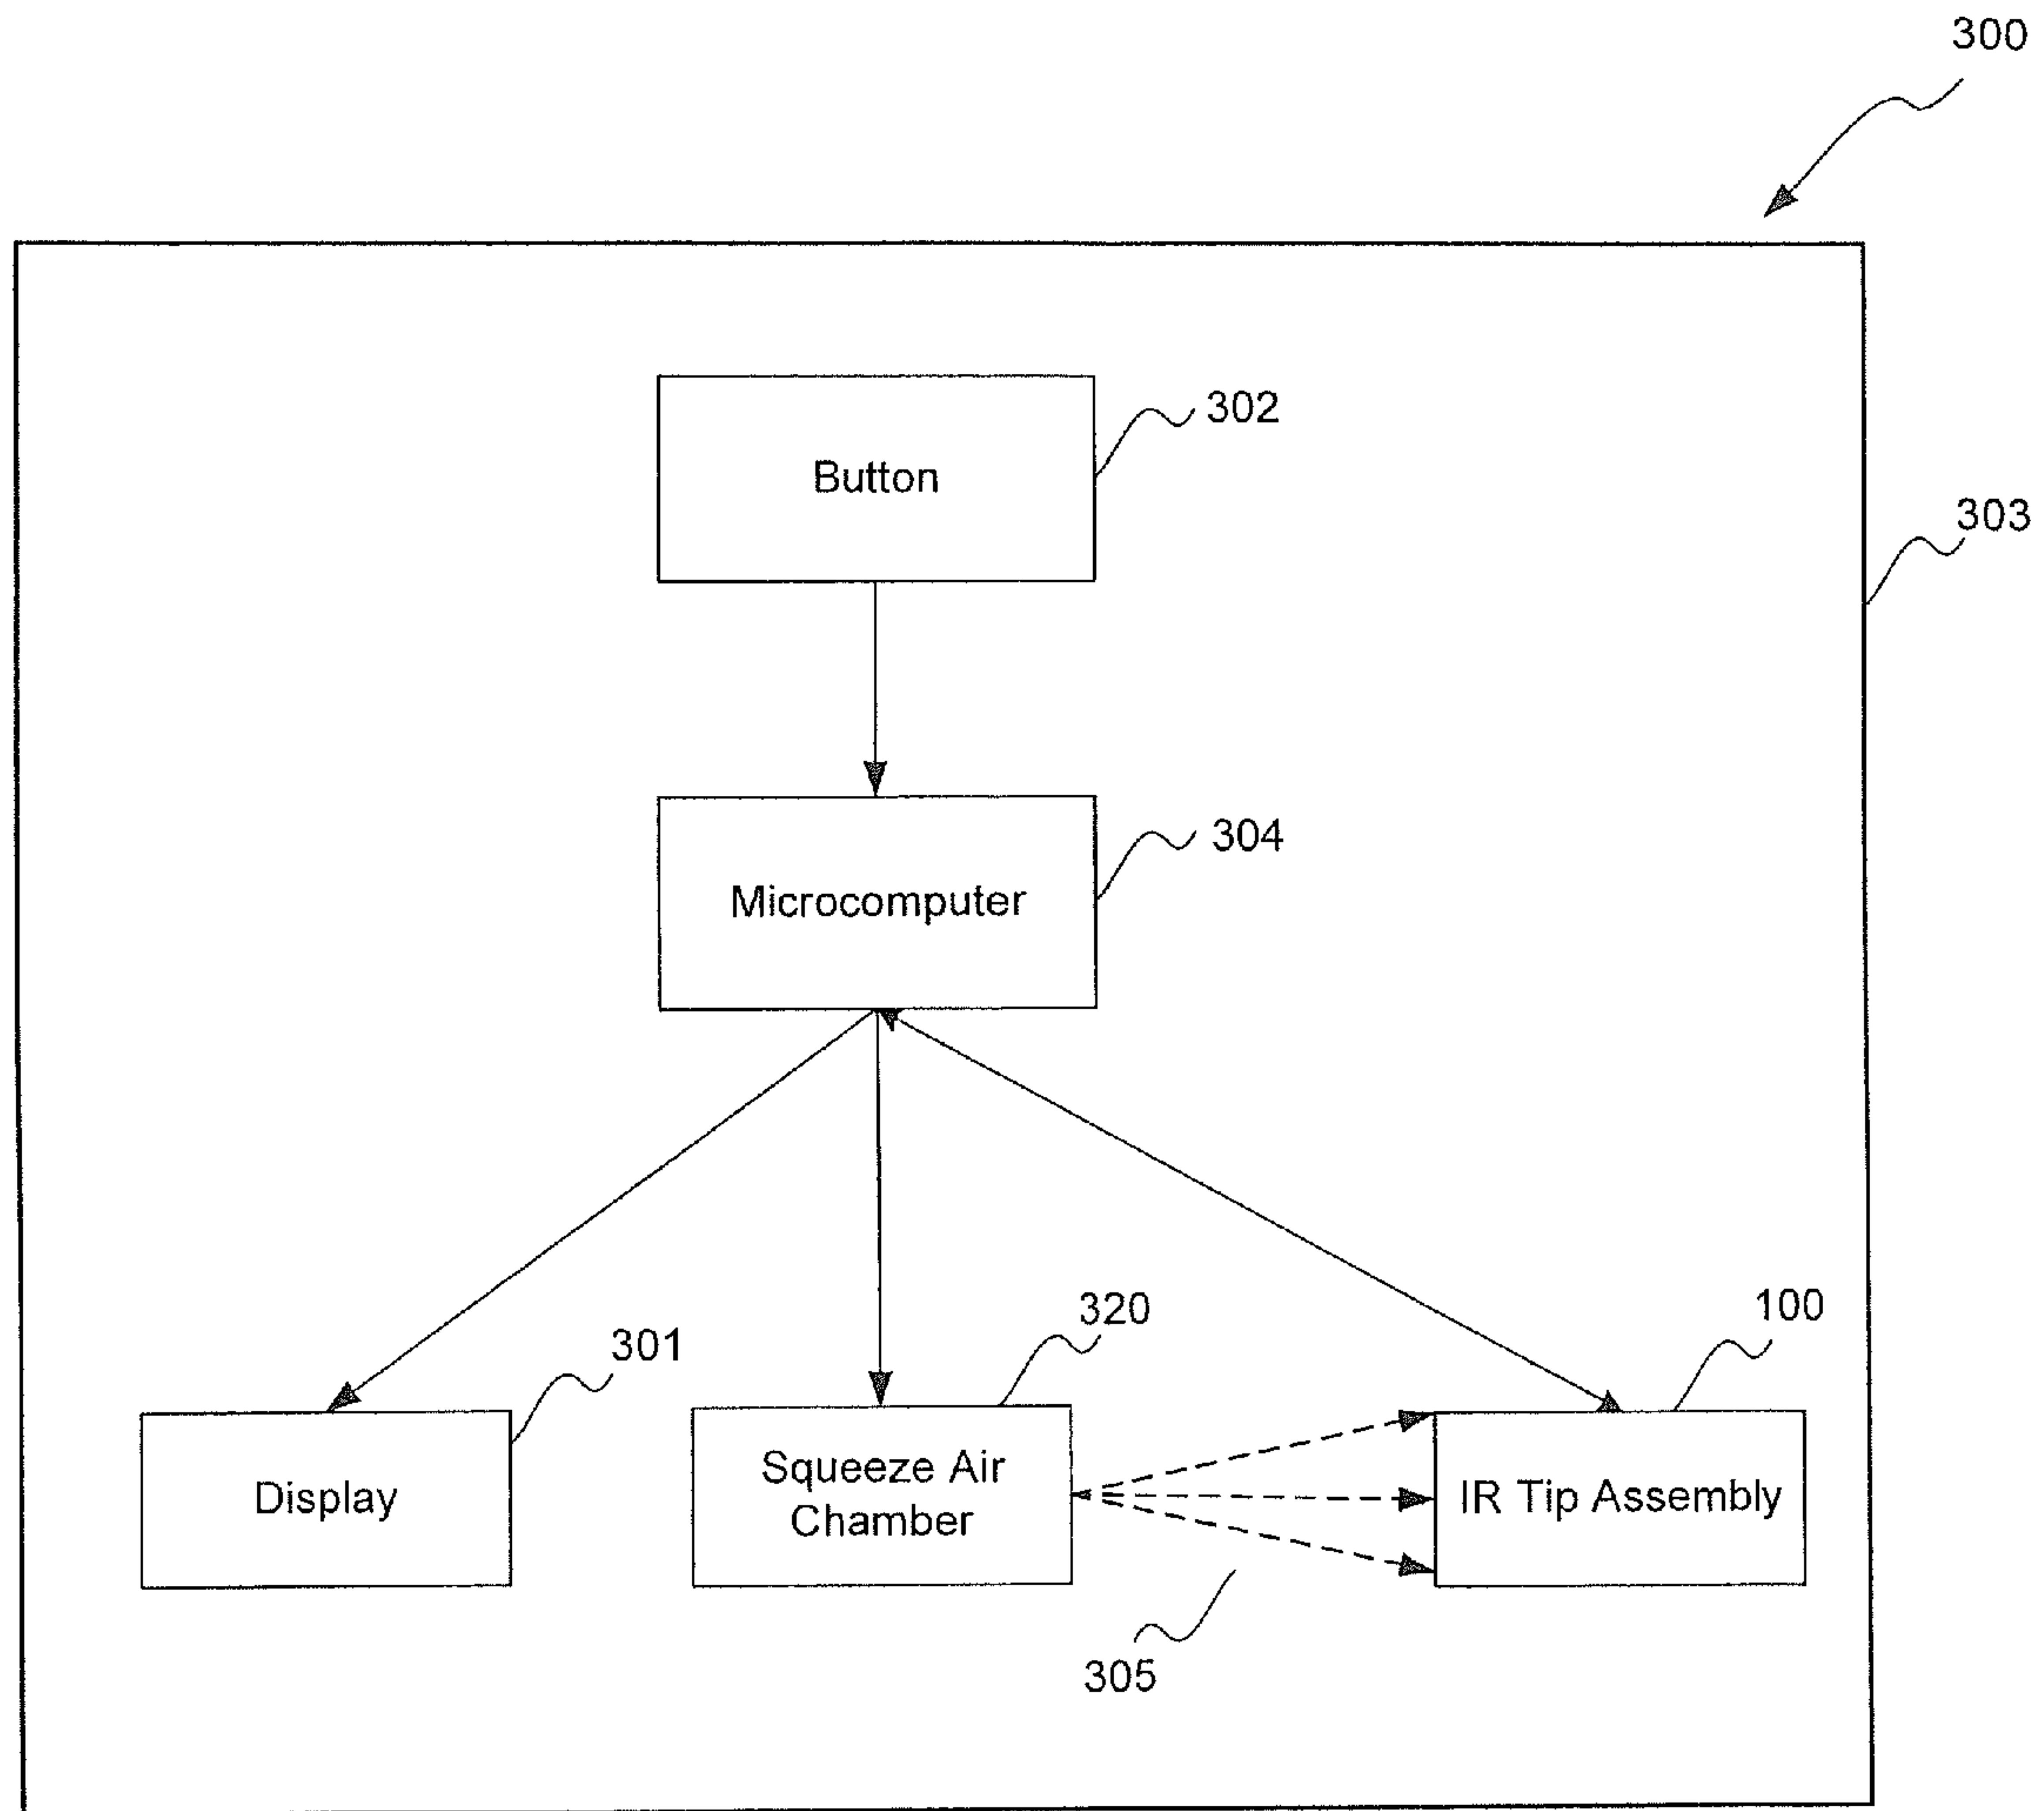 300
302
Button
303
304
Microcomputer
320
100
301
Squeeze Air
Chamber
Display
IR Tip Assembly
305